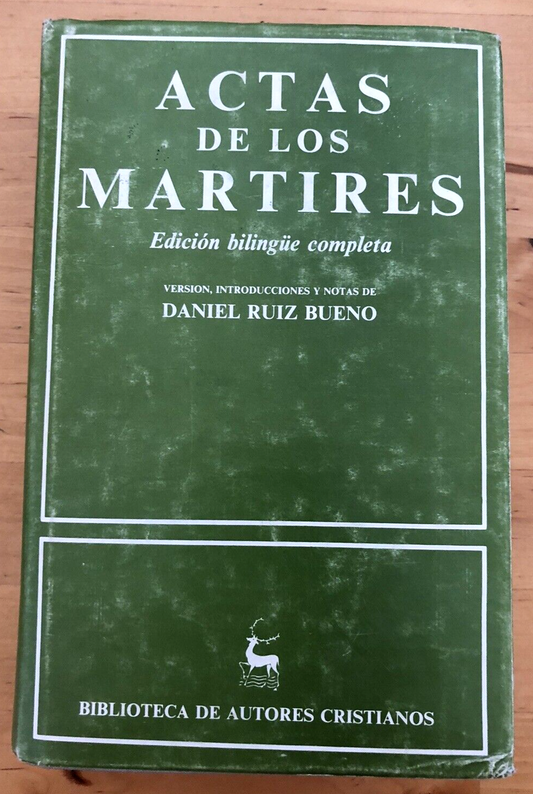 ACTAS
DE LOS
MARTIRES
Edición bilingüe completa
VERSION, INTRODUCCIONES Y NOTAS DE
DANIEL RUIZ BUENO
BIBLIOTECA DE AUTORES CRISTIANOS